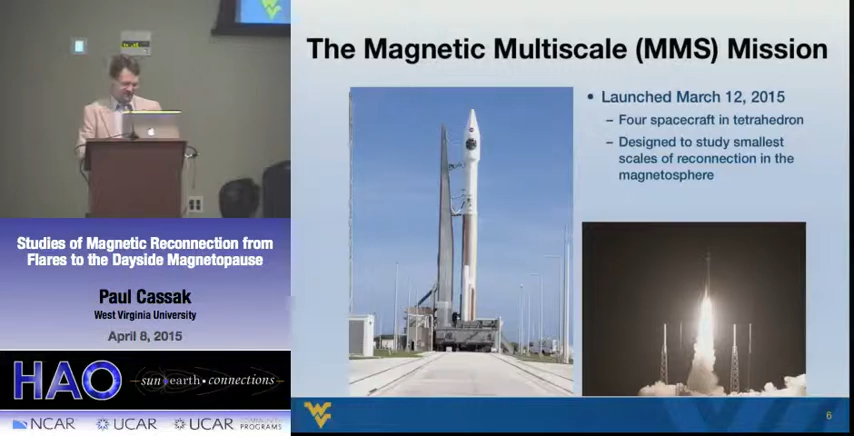 The Magnetic Multiscale (MMS) Mission
• Launched March 12, 2015
– Four spacecraft in tetrahedron
– Designed to study smallest
scales of reconnection in the
magnetosphere
Studies of Magnetic Reconnection from
Flares to the Dayside Magnetopause
Paul Cassak
West Virginia University
April 8, 2015
HAO
sun earth • connections
NCAR
UCAR
UCAR
PROGRAMS
WV
6